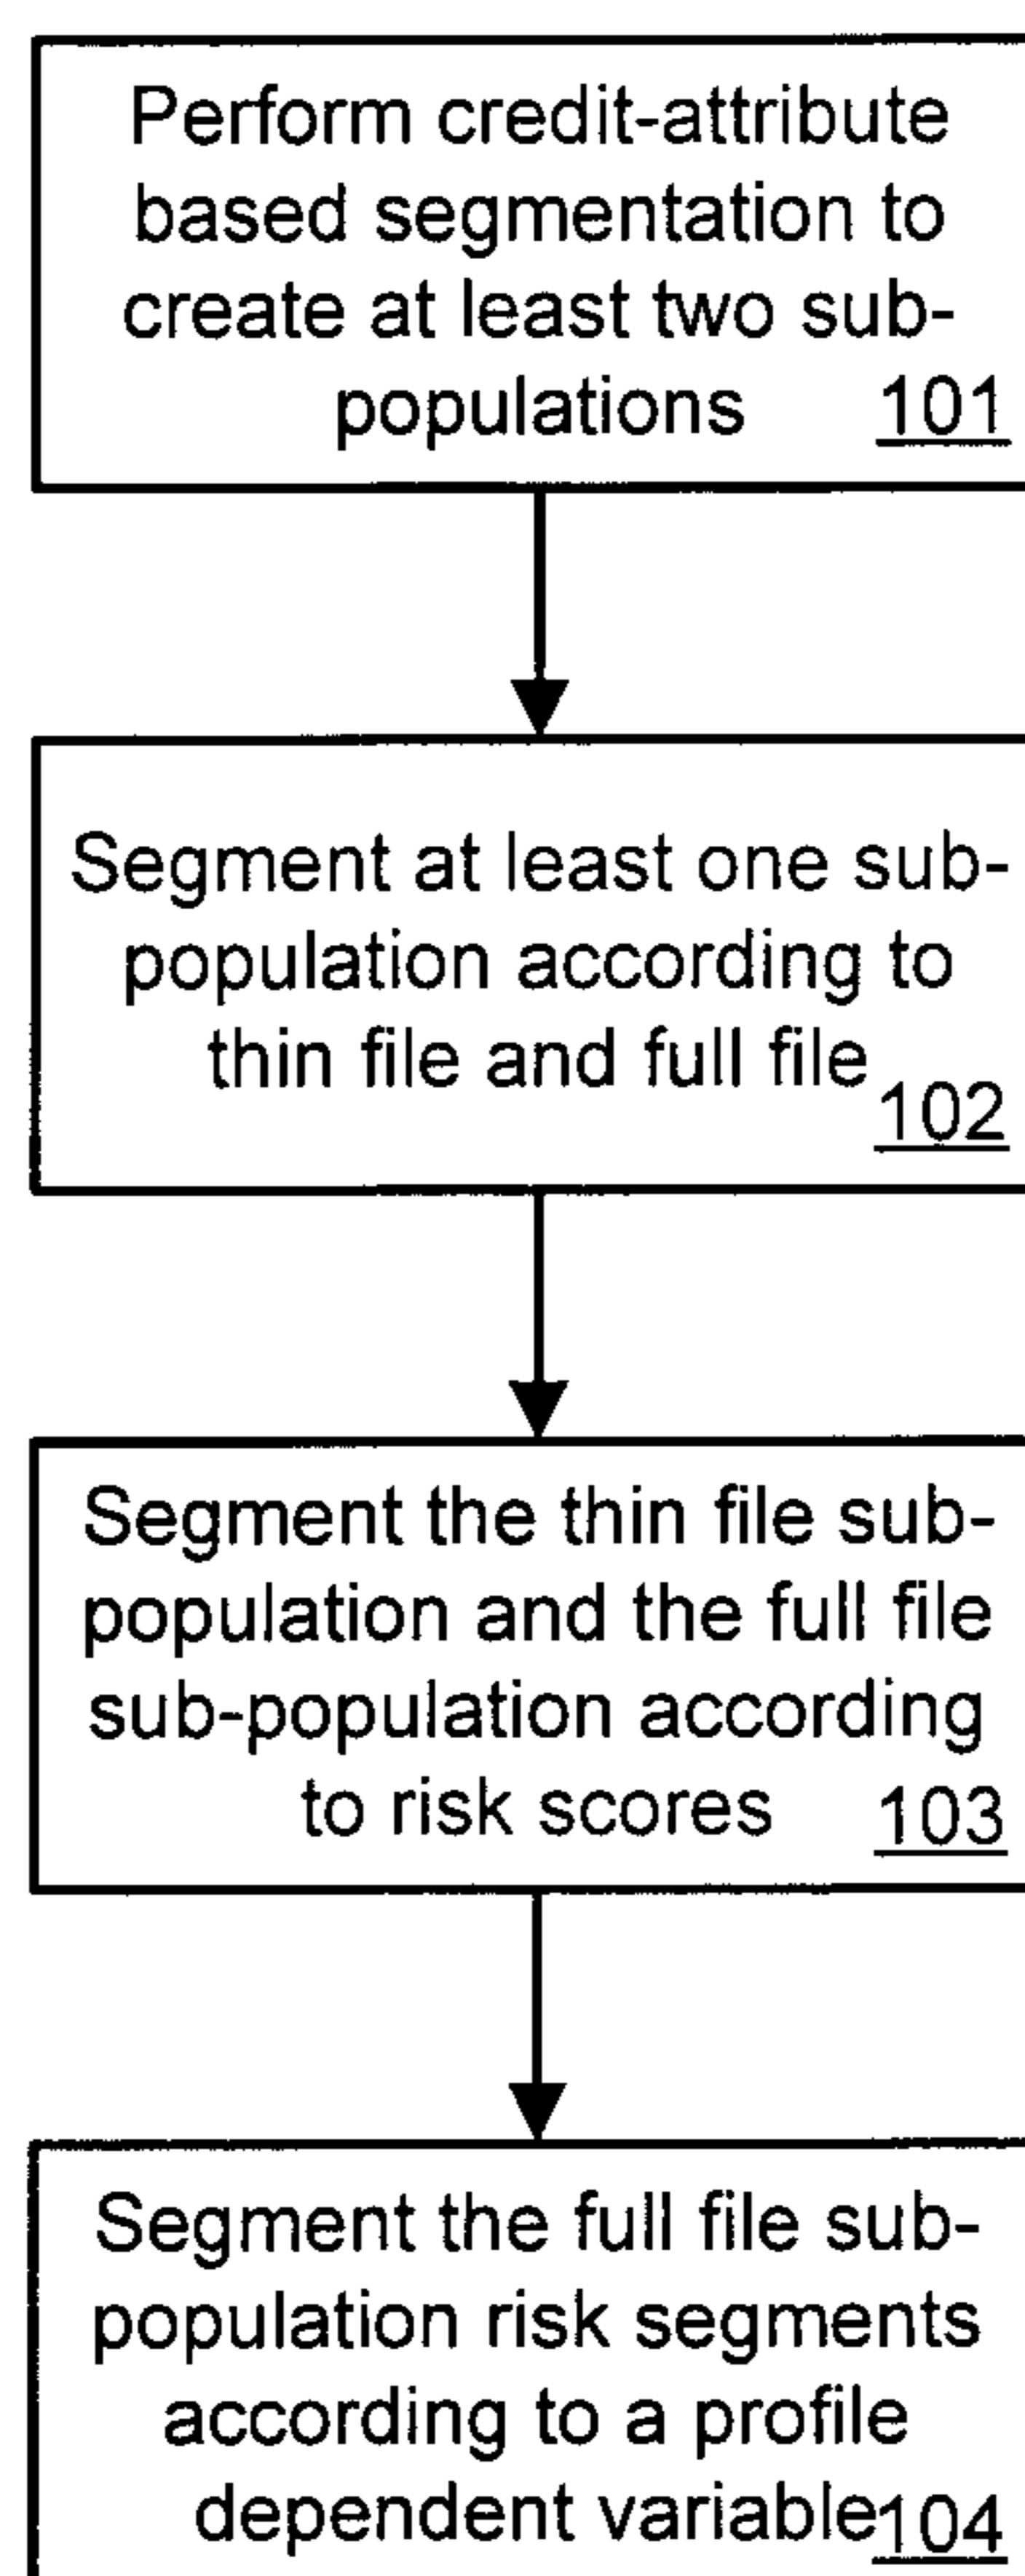 Perform credit-attribute
based segmentation to
create at least two sub-
populations 101
Segment at least one sub-
population according to
thin file and full file
102
Segment the thin file sub-
population and the full file
sub-population according
to risk scores 103
Segment the full file sub-
population risk segments
according to a profile
dependent variable 104